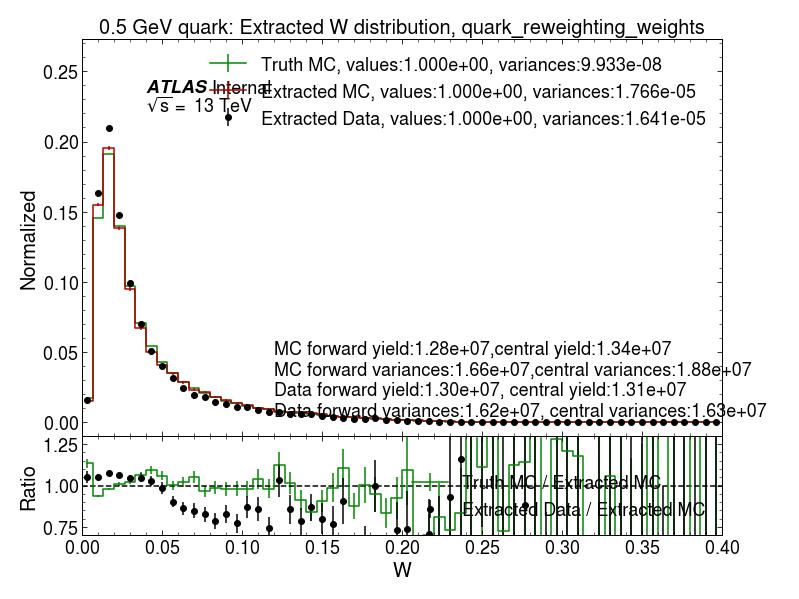 0.5 GeV quark: Extracted W distribution, quark_reweighting_weights
Truth MC, values:1.000e+00, variances:9.933e-08
ATLAS Internal
Extracted MC, values:1.000e+00, variances:1.766e-05
√s = 13 TeV
Extracted Data, values:1.000e+00, variances:1.641e-05
0.25
0.20
0.15
0.10
0.05
0.00
Normalized
MC forward yield:1.28e+07,central yield:1.34e+07
MC forward variances:1.66e+07,central variances:1.88e+07
Data forward yield:1.30e+07, central yield:1.31e+07
Data forward variances:1.62e+07, central variances:1.63e+07
1.25
1.00
0.75
Ratio
Truth MC / Extracted MC
Extracted Data / Extracted MC
0.00 0.05 0.10 0.15 0.20 0.25 0.30 0.35 0.40
W